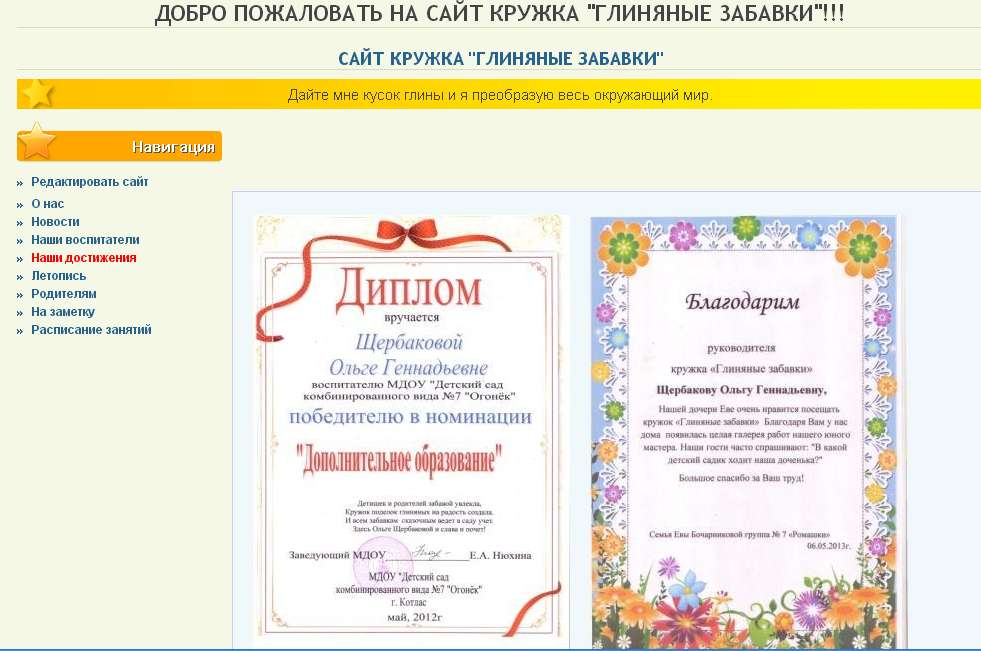 ДОБРО ПОЖАЛОВАТЬ НА САЙТ КРУЖКА "ГЛИНЯНЫЕ ЗАБАВКИ"!!!
САЙТ КРУЖКА "ГЛИНЯНЫЕ ЗАБАВКИ"
Дайте мне кусок глины и я преобразую весь окружающий мир.
Навигация
» Редактировать сайт
» О нас
» Новости
» Наши воспитатели
» Наши достижения
» Летопись
» Родителям
» На заметку
» Расписание занятий
Диплом
вручается
Щербаковой
Ольге Геннадьевне
воспитателю МДОУ "Детский сад
комбинированного вида №7 "Огонёк"
победителю в номинации
"Дополнительное образование"
Детишек и родителей забавой увлекла,
Кружок поделок глиняных на радость создала.
И всем забавкам сказочным ведет в саду учет.
Здесь Ольге Щербаковой и слава и почет!
Заведующий МДОУ Е.А. Нюхина
МДОУ "Детский сад
комбинированного вида №7 "Огонёк"
г. Котлас
май, 2012г
Благодарим
руководителя
кружка «Глиняные забавки»
Щербакову Ольгу Геннадьевну,
Нашей дочери Еве очень нравится посещать
кружок «Глиняные забавки» Благодаря Вам у нас
дома появилась целая галерея работ нашего юного
мастера. Наши гости часто спрашивают: "В какой
детский садик ходит наша доченька?"
Большое спасибо за Ваш труд!
Семья Евы Бочарниковой группа № 7 «Ромашки»
06.05.2013г.